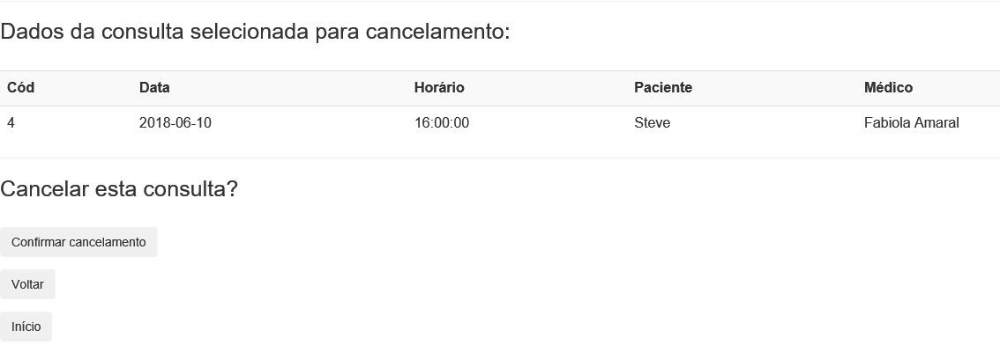 Dados da consulta selecionada para cancelamento:
Cód Data Horário Paciente Médico
4 2018-06-10 16:00:00 Steve Fabiola Amaral
Cancelar esta consulta?
Confirmar cancelamento
Voltar
Início